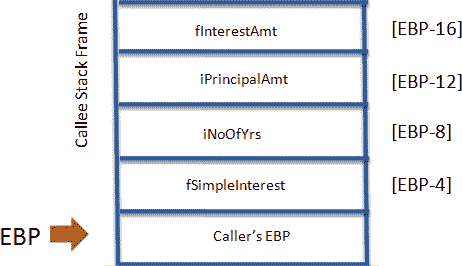 Callee Stack Frame
fInterestAmt [EBP-16]
iPrincipalAmt [EBP-12]
iNoOfYrs [EBP-8]
fSimpleInterest [EBP-4]
EBP Caller's EBP